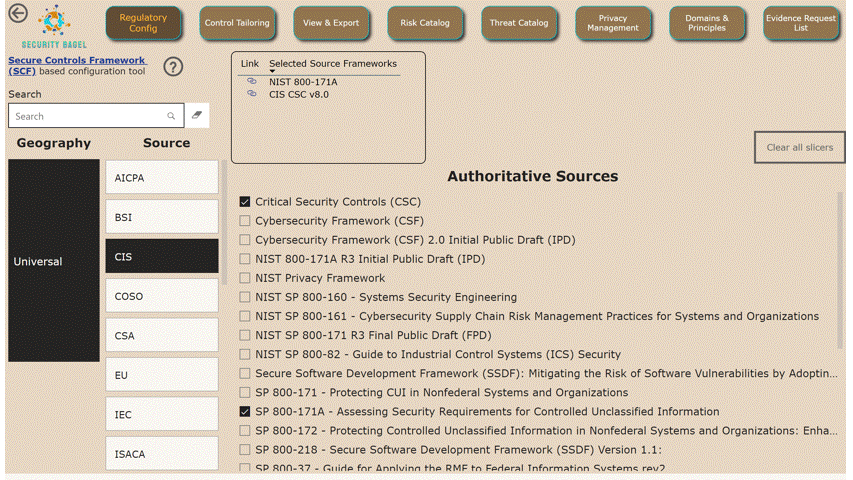 Regulatory
Config
Control Tailoring
View & Export
Risk Catalog
Threat Catalog
Privacy
Management
Domains &
Principles
Evidence Request
List
SECURITY BAGEL
Secure Controls Framework
(SCF) based configuration tool
?
Search
Search
Geography
Source
Universal
AICPA
BSI
CIS
COSO
CSA
EU
IEC
ISACA
Link Selected Source Frameworks
NIST 800-171A
CIS CSC v8.0
Clear all slicers
Authoritative Sources
Critical Security Controls (CSC)
Cybersecurity Framework (CSF)
Cybersecurity Framework (CSF) 2.0 Initial Public Draft (IPD)
NIST 800-171A R3 Initial Public Draft (IPD)
NIST Privacy Framework
NIST SP 800-160 - Systems Security Engineering
NIST SP 800-161 - Cybersecurity Supply Chain Risk Management Practices for Systems and Organizations
NIST SP 800-171 R3 Final Public Draft (FPD)
NIST SP 800-82 - Guide to Industrial Control Systems (ICS) Security
Secure Software Development Framework (SSDF): Mitigating the Risk of Software Vulnerabilities by Adoptin...
SP 800-171 - Protecting CUI in Nonfederal Systems and Organizations
SP 800-171A - Assessing Security Requirements for Controlled Unclassified Information
SP 800-172 - Protecting Controlled Unclassified Information in Nonfederal Systems and Organizations: Enha...
SP 800-218 - Secure Software Development Framework (SSDF) Version 1.1:
SP 800-37 - Guide for Applying the RMF to Federal Information Systems rev2